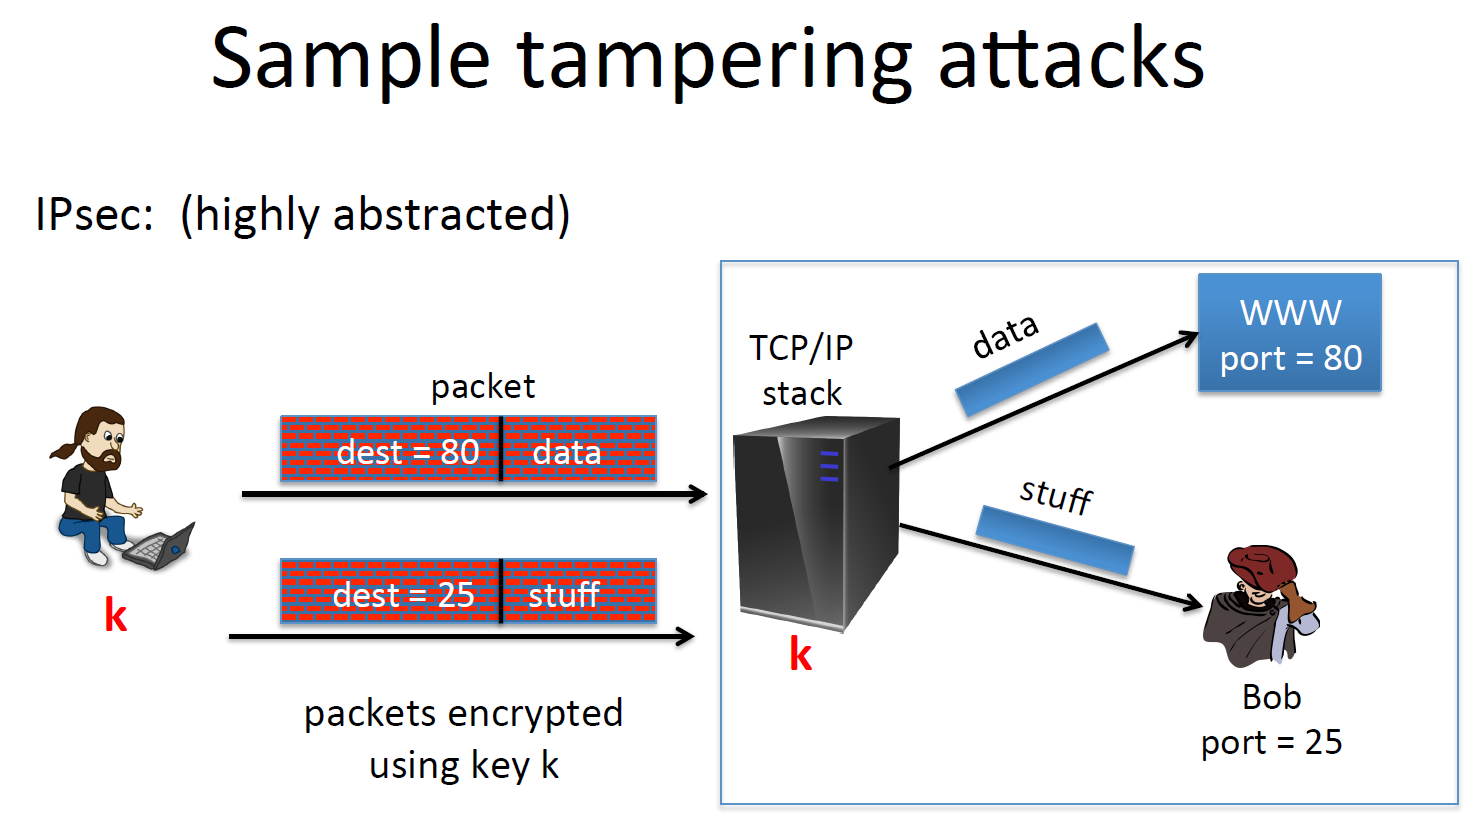 Sample tampering attacks
IPsec:  (highly abstracted)
packet
dest = 80 data
k
dest = 25 stuff
packets encrypted
using key k
TCP/IP
stack
k
data
WWW
port = 80
stuff
Bob
port = 25